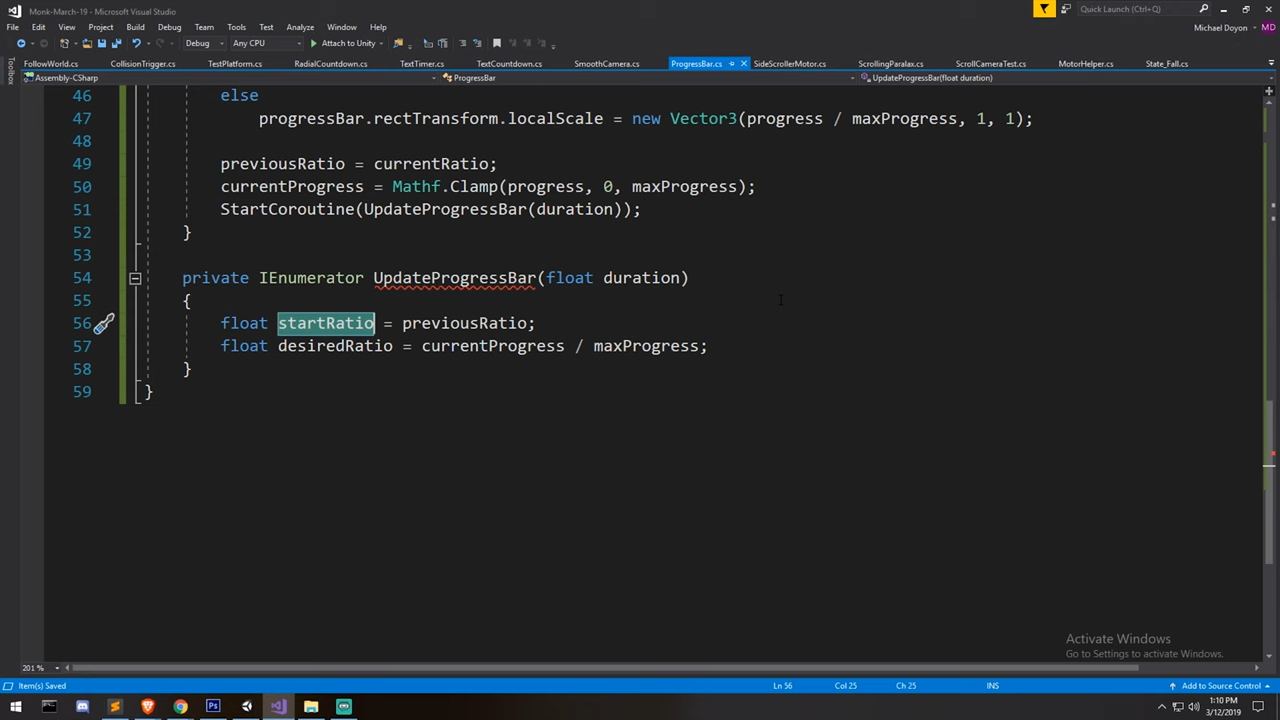 Monk-March-19 - Microsoft Visual Studio
Quick Launch (Ctrl+Q)
File Edit View Project Build Debug Team Tools Test Analyze Window Help
Michael Doyon MD
Debug Any CPU Attach to Unity
Toolbox
FollowWorld.cs CollisionTrigger.cs TestPlatform.cs RadialCountdown.cs TextTimer.cs TextCountdown.cs SmoothCamera.cs ProgressBar.cs SideScrollerMotor.cs ScrollingParalax.cs ScrollCameraTest.cs MotorHelper.cs State_Fall.cs
Assembly-CSharp ProgressBar UpdateProgressBar(float duration)
46 else
47 progressBar.rectTransform.localScale = new Vector3(progress / maxProgress, 1, 1);
48
49 previousRatio = currentRatio;
50 currentProgress = Mathf.Clamp(progress, 0, maxProgress);
51 StartCoroutine(UpdateProgressBar(duration));
52 }
53
54 private IEnumerator UpdateProgressBar(float duration)
55 {
56 float startRatio = previousRatio;
57 float desiredRatio = currentProgress / maxProgress;
58 }
59 }
Activate Windows
Go to Settings to activate Windows.
201 %
Item(s) Saved Ln 56 Col 25 Ch 25 INS Add to Source Control
1:10 PM
3/12/2019